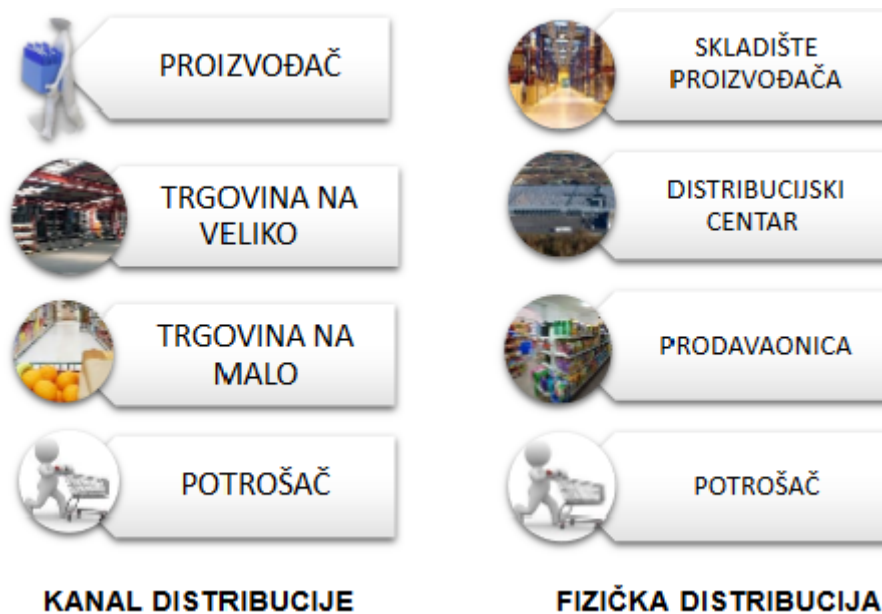 PROIZVOĐAČ
TRGOVINA NA
VELIKO
TRGOVINA NA
MALO
POTROŠAČ
KANAL DISTRIBUCIJE
SKLADIŠTE
PROIZVOĐAČA
DISTRIBUCIJSKI
CENTAR
PRODAVAONICA
POTROŠAČ
FIZIČKA DISTRIBUCIJA